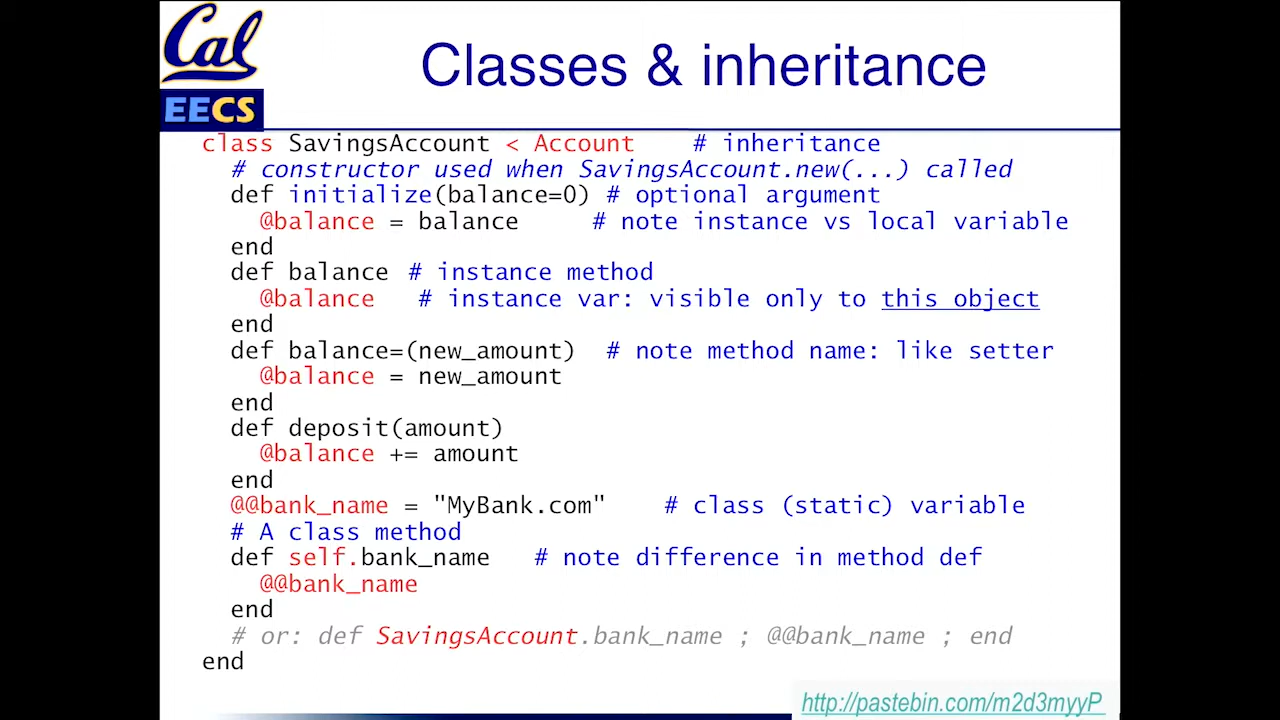 Cal
EECS
Classes & inheritance
class SavingsAccount < Account    # inheritance
  # constructor used when SavingsAccount.new(...) called
  def initialize(balance=0) # optional argument
    @balance = balance     # note instance vs local variable
  end
  def balance # instance method
    @balance   # instance var: visible only to this object
  end
  def balance=(new_amount)  # note method name: like setter
    @balance = new_amount
  end
  def deposit(amount)
    @balance += amount
  end
  @@bank_name = "MyBank.com"    # class (static) variable
  # A class method
  def self.bank_name   # note difference in method def
    @@bank_name
  end
  # or: def SavingsAccount.bank_name ; @@bank_name ; end
end
http://pastebin.com/m2d3myyP